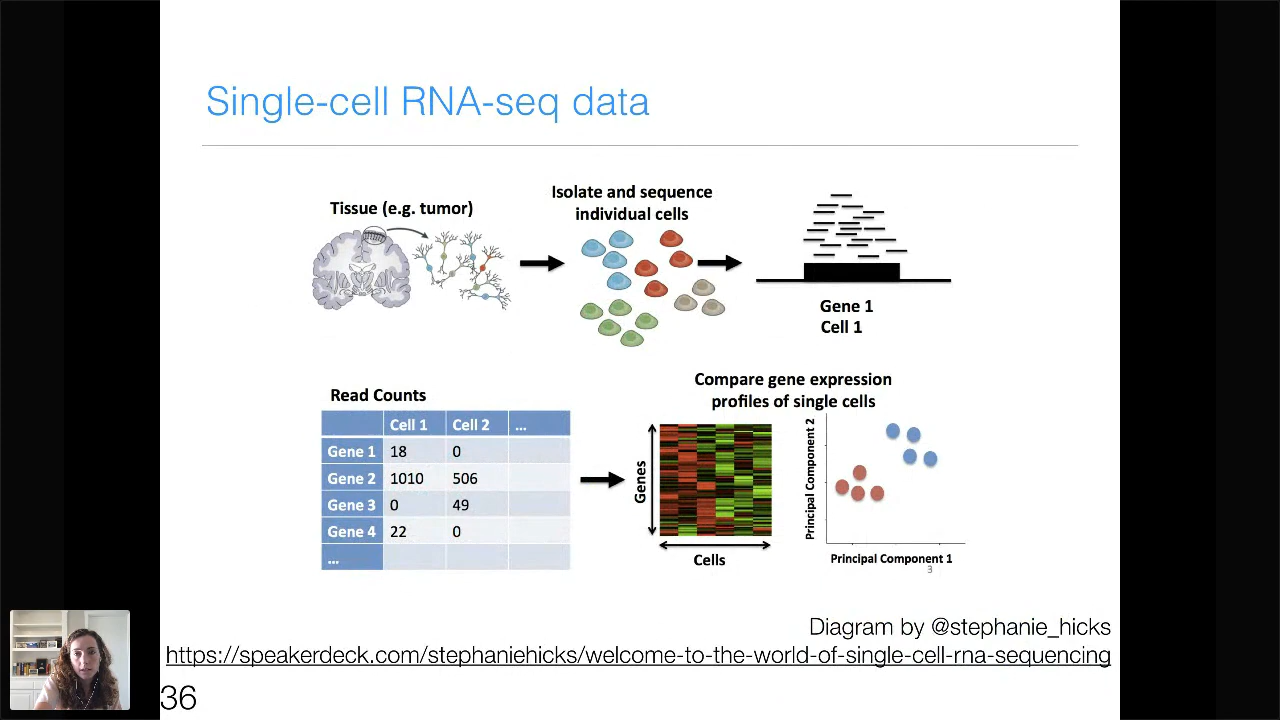 Single-cell RNA-seq data
Tissue (e.g. tumor)
Isolate and sequence
individual cells
Gene 1
Cell 1
Read Counts
Cell 1 Cell 2 ...
Gene 1 18 0
Gene 2 1010 506
Gene 3 0 49
Gene 4 22 0
...
Compare gene expression
profiles of single cells
Genes
Cells
Principal Component 2
Principal Component 1
3
Diagram by @stephanie_hicks
https://speakerdeck.com/stephaniehicks/welcome-to-the-world-of-single-cell-rna-sequencing
36